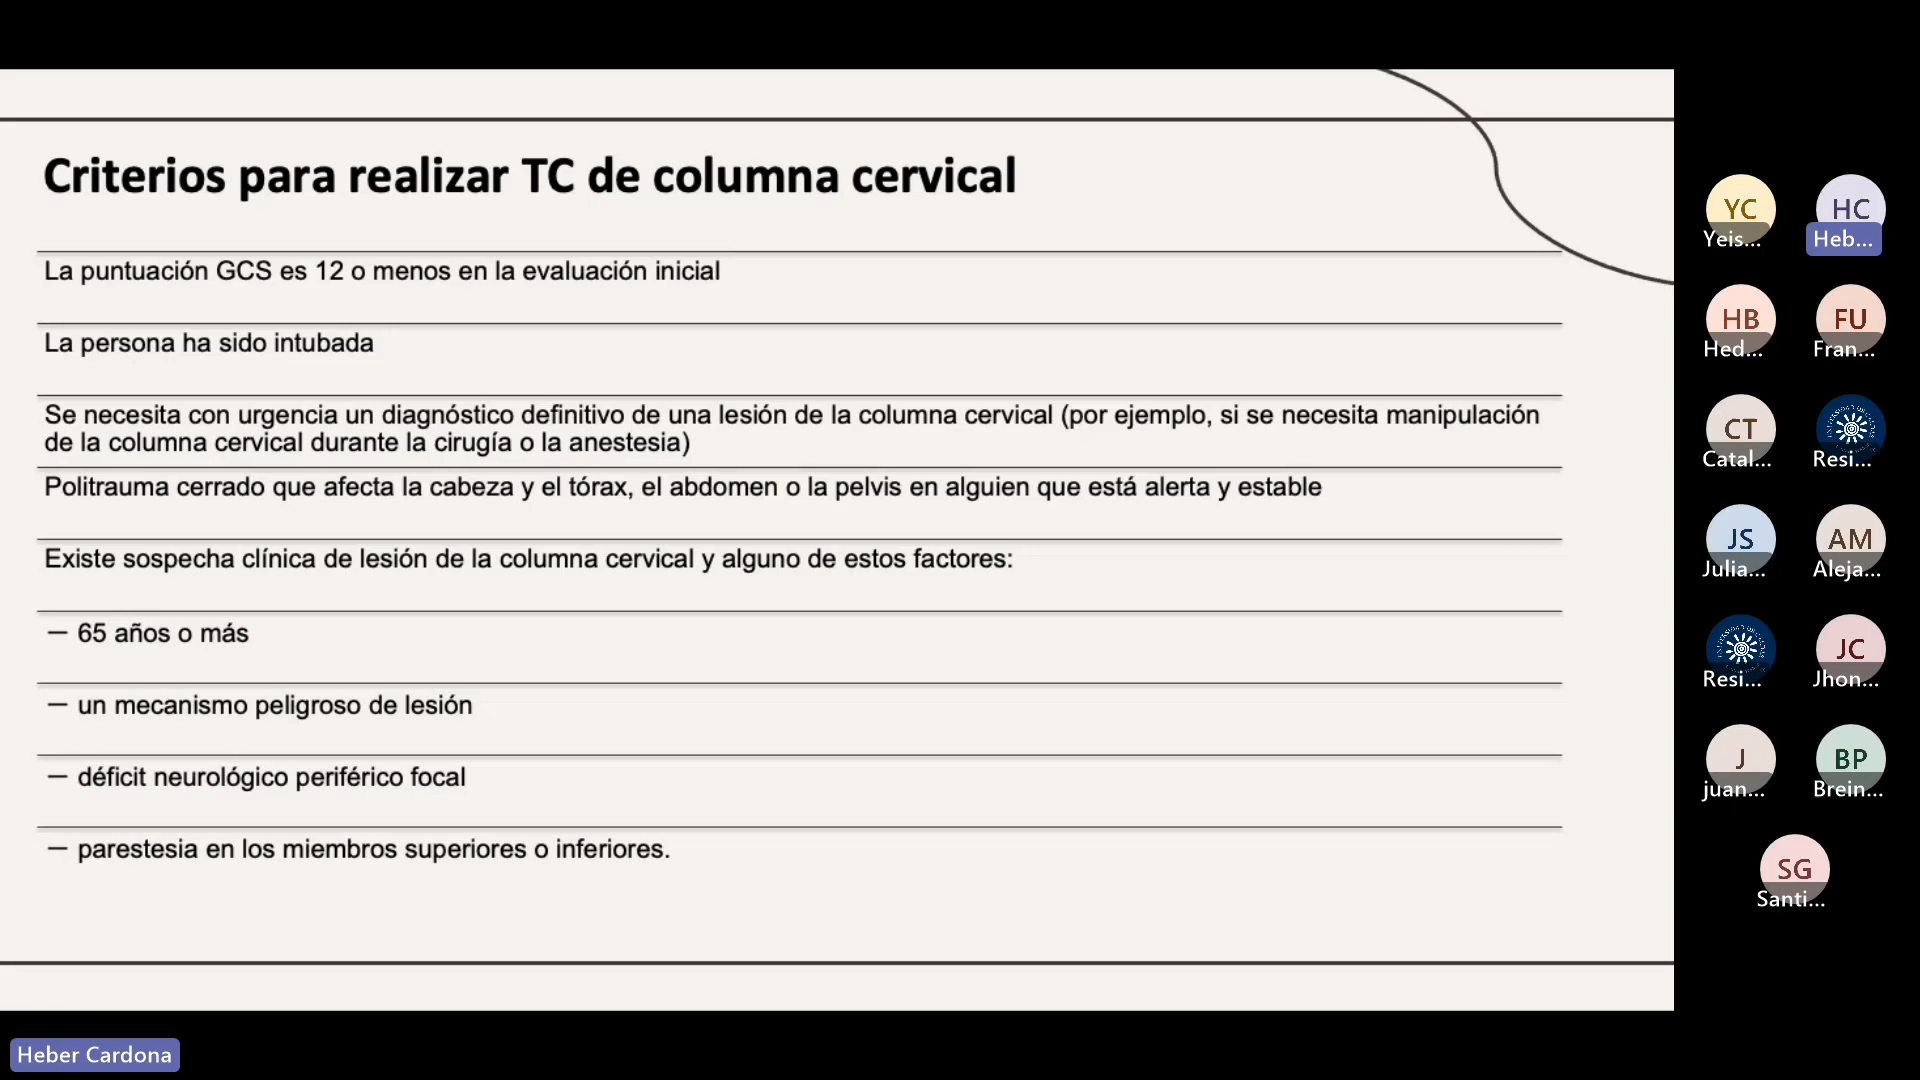 Criterios para realizar TC de columna cervical
La puntuación GCS es 12 o menos en la evaluación inicial
La persona ha sido intubada
Se necesita con urgencia un diagnóstico definitivo de una lesión de la columna cervical (por ejemplo, si se necesita manipulación
de la columna cervical durante la cirugía o la anestesia)
Politrauma cerrado que afecta la cabeza y el tórax, el abdomen o la pelvis en alguien que está alerta y estable
Existe sospecha clínica de lesión de la columna cervical y alguno de estos factores:
— 65 años o más
— un mecanismo peligroso de lesión
— déficit neurológico periférico focal
— parestesia en los miembros superiores o inferiores.
YC
Yeis...
HC
Heb...
HB
Hed...
FU
Fran...
CT
Catal...
Resi...
JS
Julia...
AM
Aleja...
Resi...
JC
Jhon...
J
juan...
BP
Brein...
SG
Santi...
Heber Cardona